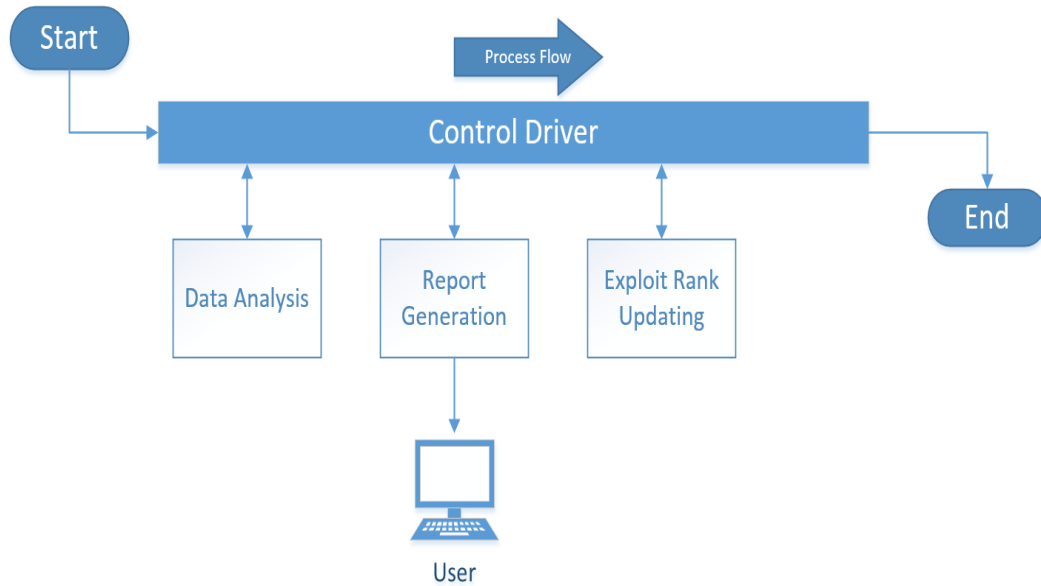 Start
Process Flow
Control Driver
End
Data Analysis
Report
Generation
Exploit Rank
Updating
User